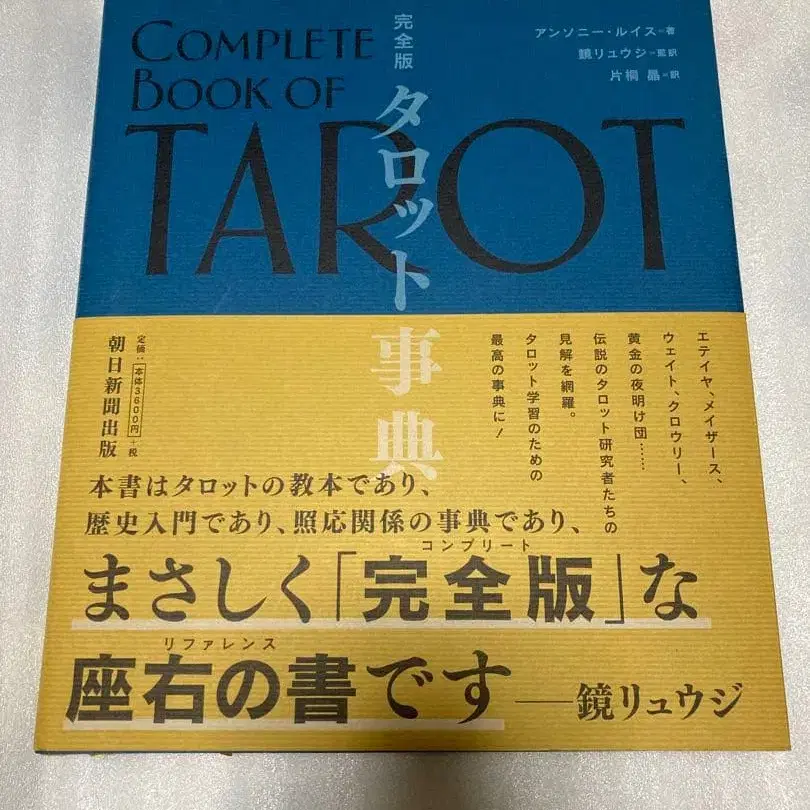 COMPLETE
BOOK OF
TAROT
完全版
タロット事典
アンソニー・ルイス=著
鏡リュウジ=監訳
片桐 晶=訳
エテイヤ、メイザース、
ウェイト、クロウリー、
黄金の夜明け団……
伝説のタロット研究者たちの
見解を網羅。
タロット学習のための
最高の事典に!
定価:本体3600円+税
朝日新聞出版
本書はタロットの教本であり、
歴史入門であり、照応関係の事典であり、
コンプリート
まさしく「完全版」な
リファレンス
座右の書です――鏡リュウジ